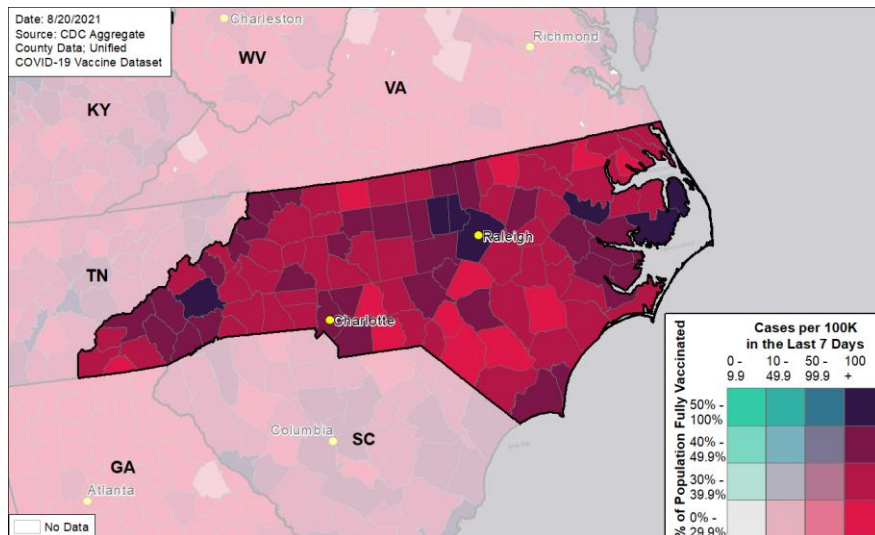 Date: 8/20/2021
Source: CDC Aggregate
County Data; Unified
COVID-19 Vaccine Dataset
Charleston
WV
Richmond
VA
KY
TN
Raleigh
Charlotte
Columbia
SC
GA
Atlanta
No Data
Cases per 100K
in the Last 7 Days
0 -
9.9
10 -
49.9
50 -
99.9
100
+
% of Population Fully Vaccinated
50% -
100%
40% -
49.9%
30% -
39.9%
0% -
29.9%